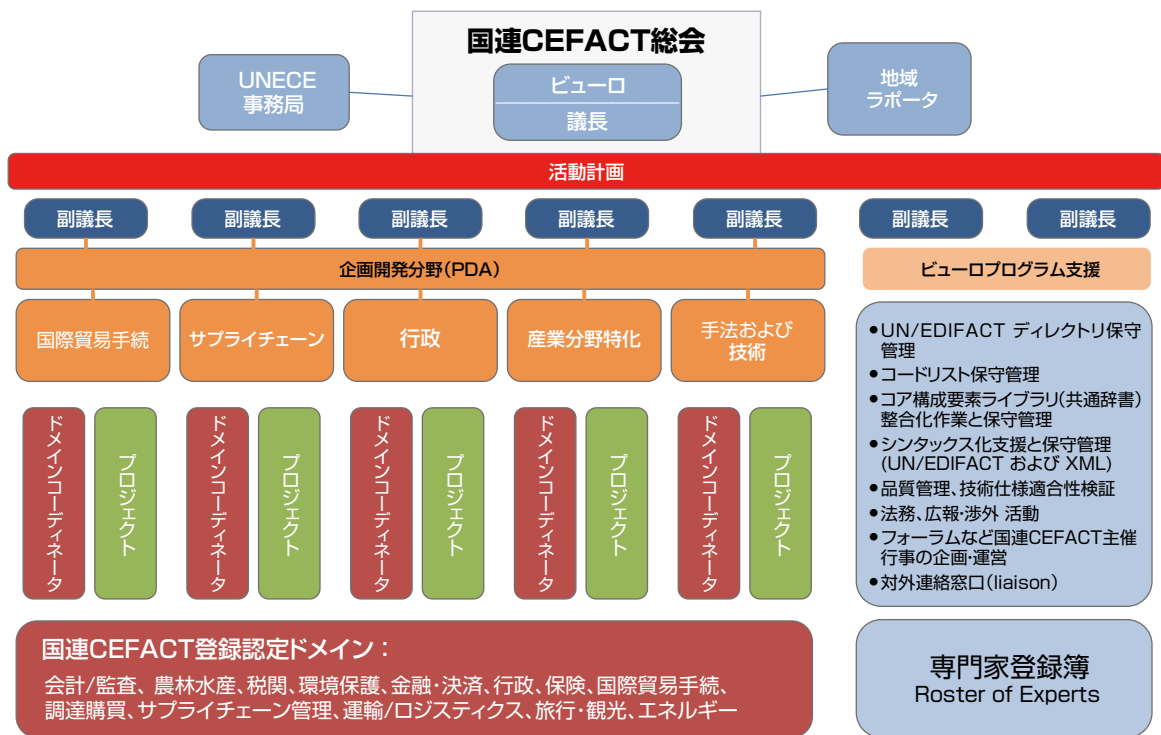 国連CEFACT総会
UNECE
事務局
ビューロ
議長
地域
ラポータ
活動計画
副議長
副議長
副議長
副議長
副議長
副議長
副議長
企画開発分野(PDA)
ビューロプログラム支援
国際貿易手続
サプライチェーン
行政
産業分野特化
手法および
技術
ドメインコーディネータ
プロジェクト
ドメインコーディネータ
プロジェクト
ドメインコーディネータ
プロジェクト
ドメインコーディネータ
プロジェクト
ドメインコーディネータ
プロジェクト
●UN/EDIFACT ディレクトリ保守
管理
●コードリスト保守管理
●コア構成要素ライブラリ(共通辞書)
整合化作業と保守管理
●シンタックス化支援と保守管理
(UN/EDIFACT および XML)
●品質管理、技術仕様適合性検証
●法務、広報・渉外 活動
●フォーラムなど国連CEFACT主催
行事の企画・運営
●対外連絡窓口(liaison)
国連CEFACT登録認定ドメイン：
会計/監査、農林水産、税関、環境保護、金融・決済、行政、保険、国際貿易手続、
調達購買、サプライチェーン管理、運輸/ロジスティクス、旅行・観光、エネルギー
専門家登録簿
Roster of Experts